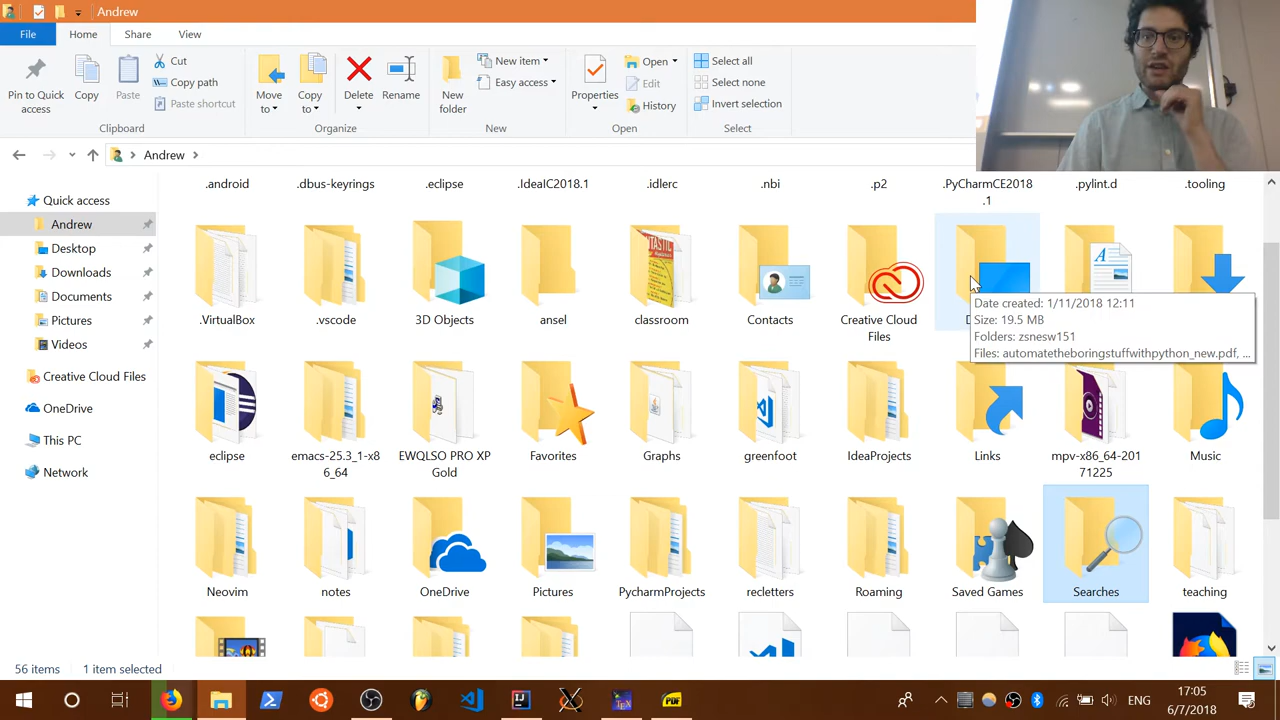 Andrew
File Home Share View
Pin to Quick access
Copy
Paste
Cut
Copy path
Paste shortcut
Clipboard
Move to
Copy to
Delete
Rename
Organize
New folder
New item
Easy access
New
Properties
Open
Edit
History
Open
Select all
Select none
Invert selection
Select
Andrew
Quick access
Andrew
Desktop
Downloads
Documents
Pictures
Videos
Creative Cloud Files
OneDrive
This PC
Network
.android .dbus-keyrings .eclipse .IdeaIC2018.1 .idlerc .nbi .p2 .PyCharmCE2018.1 .pylint.d .tooling
.VirtualBox .vscode 3D Objects ansel classroom Contacts Creative Cloud Files
Date created: 1/11/2018 12:11
Size: 19.5 MB
Folders: zsnesw151
Files: automatetheboringstuffwithpython_new.pdf, ...
eclipse emacs-25.3_1-x86_64 EWQLSO PRO XP Gold Favorites Graphs greenfoot IdeaProjects Links mpv-x86_64-20171225 Music
Neovim notes OneDrive Pictures PycharmProjects recletters Roaming Saved Games Searches teaching
56 items 1 item selected
ENG
17:05
6/7/2018